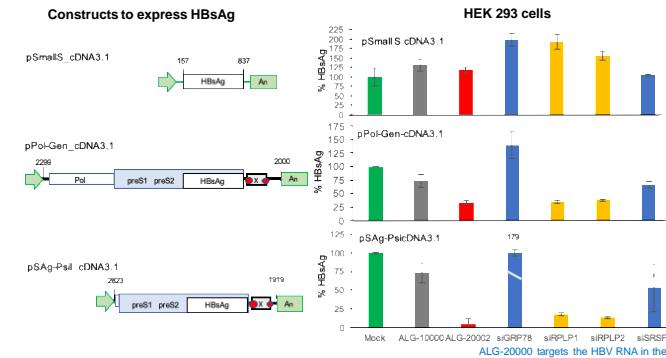 Constructs to express HBsAg
HEK 293 cells
pSmallS_cDNA3.1
157 837
HBsAg An
pPol-Gen_cDNA3.1
2299 2000
Pol preS1 preS2 HBsAg X An
pSAg-PsiI cDNA3.1
2823 1919
preS1 preS2 HBsAg X An
pSmallS cDNA3.1
% HBsAg
225
200
175
150
125
100
75
50
25
0
pPol-Gen-cDNA3.1
% HBsAg
175
150
125
100
75
50
25
0
pSAg-PsicDNA3.1
% HBsAg
125
100
75
50
25
0
179
Mock ALG-10000 ALG-20002 siGRP78 siRPLP1 siRPLP2 siSRSF
ALG-20000 targets the HBV RNA in the